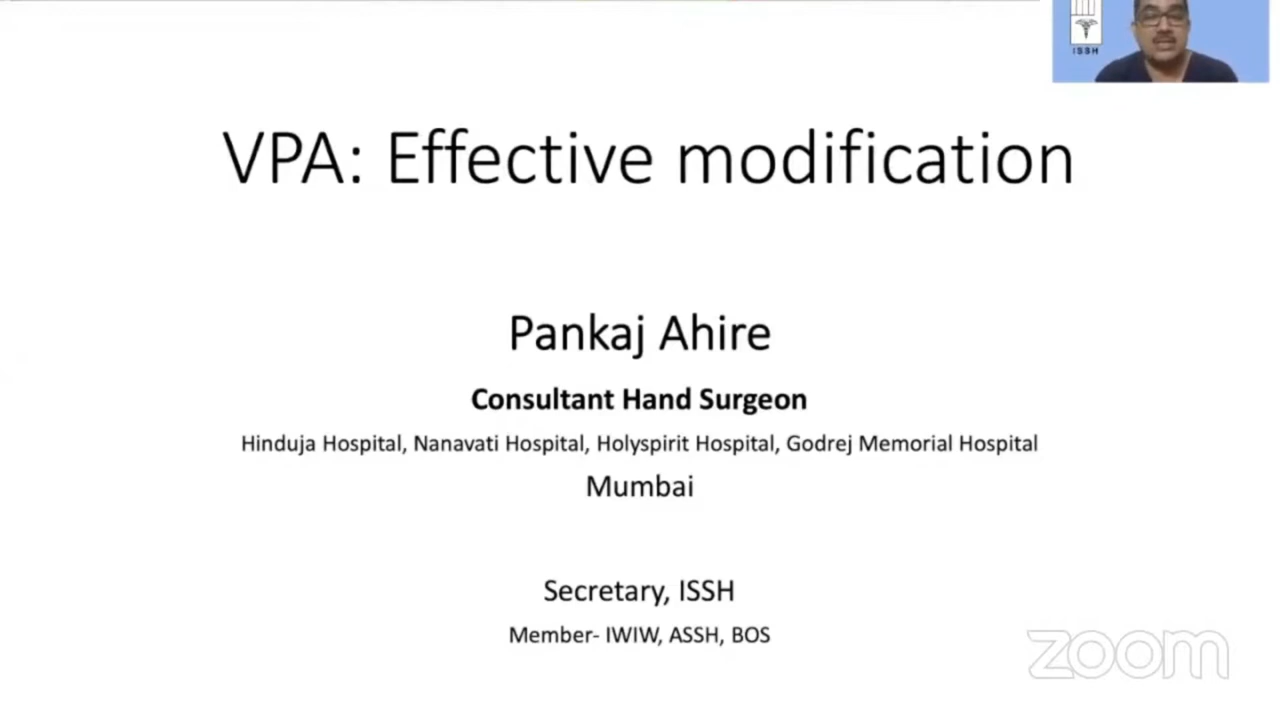 ISSH
VPA: Effective modification
Pankaj Ahire
Consultant Hand Surgeon
Hinduja Hospital, Nanavati Hospital, Holyspirit Hospital, Godrej Memorial Hospital
Mumbai
Secretary, ISSH
Member- IWIW, ASSH, BOS
zoom